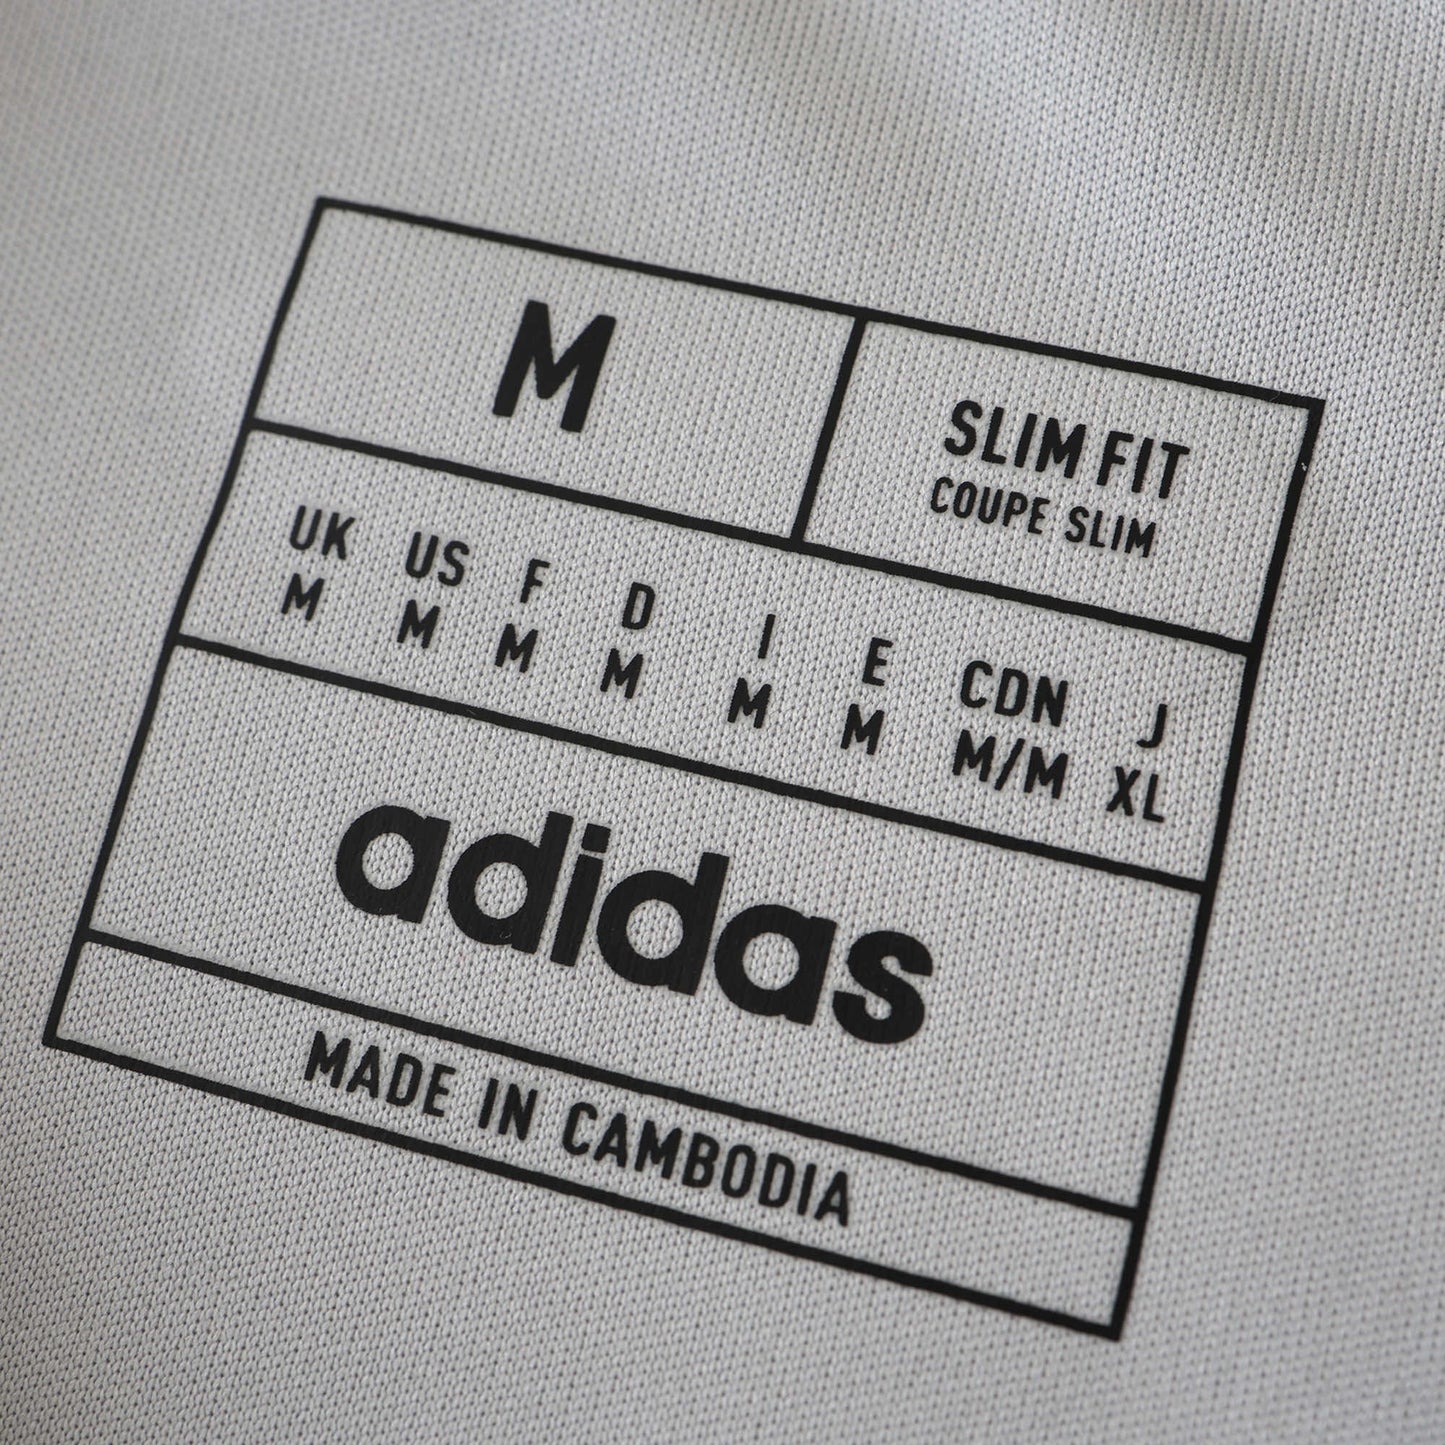 M
SLIM FIT
COUPE SLIM
UK US F D I E CDN J
M M M M M M M/M XL
adidas
MADE IN CAMBODIA